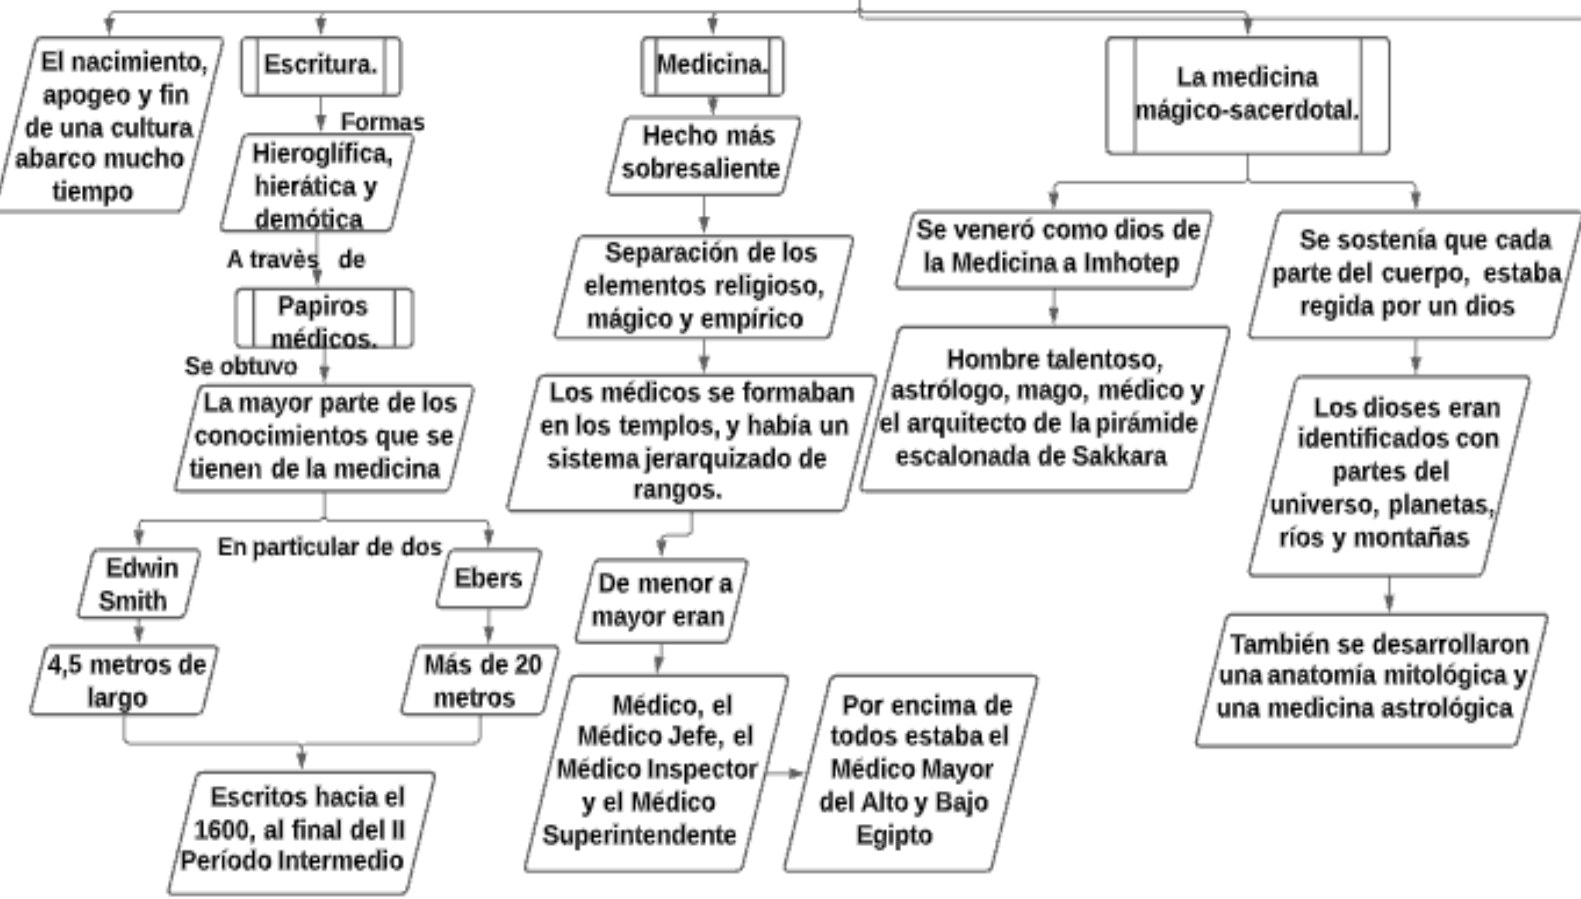 El nacimiento,
apogeo y fin
de una cultura
abarco mucho
tiempo
Escritura.
Formas
Hieroglífica,
hierática y
demótica
A travès de
Papiros
médicos.
Se obtuvo
La mayor parte de los
conocimientos que se
tienen de la medicina
En particular de dos
Edwin
Smith
4,5 metros de
largo
Ebers
Más de 20
metros
Escritos hacia el
1600, al final del II
Período Intermedio
Medicina.
Hecho más
sobresaliente
Separación de los
elementos religioso,
mágico y empírico
Los médicos se formaban
en los templos, y había un
sistema jerarquizado de
rangos.
De menor a
mayor eran
Médico, el
Médico Jefe, el
Médico Inspector
y el Médico
Superintendente
Por encima de
todos estaba el
Médico Mayor
del Alto y Bajo
Egipto
La medicina
mágico-sacerdotal.
Se veneró como dios de
la Medicina a Imhotep
Hombre talentoso,
astrólogo, mago, médico y
el arquitecto de la pirámide
escalonada de Sakkara
Se sostenía que cada
parte del cuerpo, estaba
regida por un dios
Los dioses eran
identificados con
partes del
universo, planetas,
ríos y montañas
También se desarrollaron
una anatomía mitológica y
una medicina astrológica